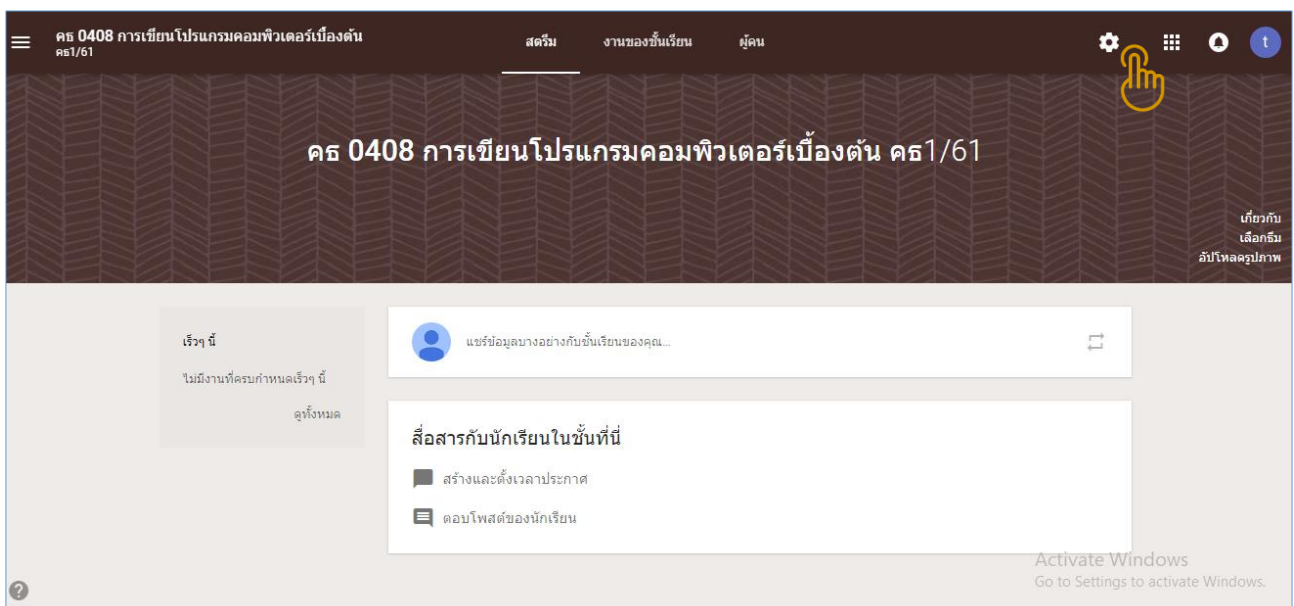 คธ 0408 การเขียนโปรแกรมคอมพิวเตอร์เบื้องต้น
คธ1/61
สตรีม
งานของชั้นเรียน
ผู้คน
t
คธ 0408 การเขียนโปรแกรมคอมพิวเตอร์เบื้องต้น คธ1/61
เกี่ยวกับ
เลือกธีม
อัปโหลดรูปภาพ
เร็วๆ นี้
ไม่มีงานที่ครบกำหนดเร็วๆ นี้
ดูทั้งหมด
แชร์ข้อมูลบางอย่างกับชั้นเรียนของคุณ...
สื่อสารกับนักเรียนในชั้นที่นี่
สร้างและตั้งเวลาประกาศ
ตอบโพสต์ของนักเรียน
Activate Windows
Go to Settings to activate Windows.